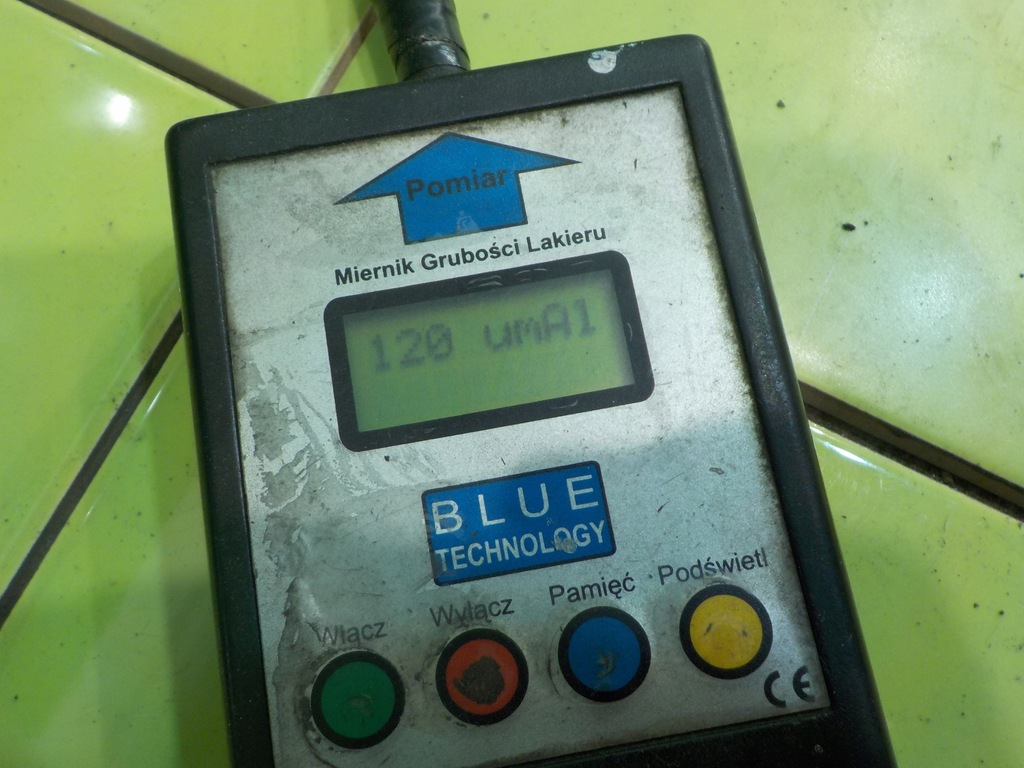 Pomiar
Miernik Grubości Lakieru
120 umAl
BLUE
TECHNOLOGY
Włącz Wyłącz Pamięć Podświetl
CE